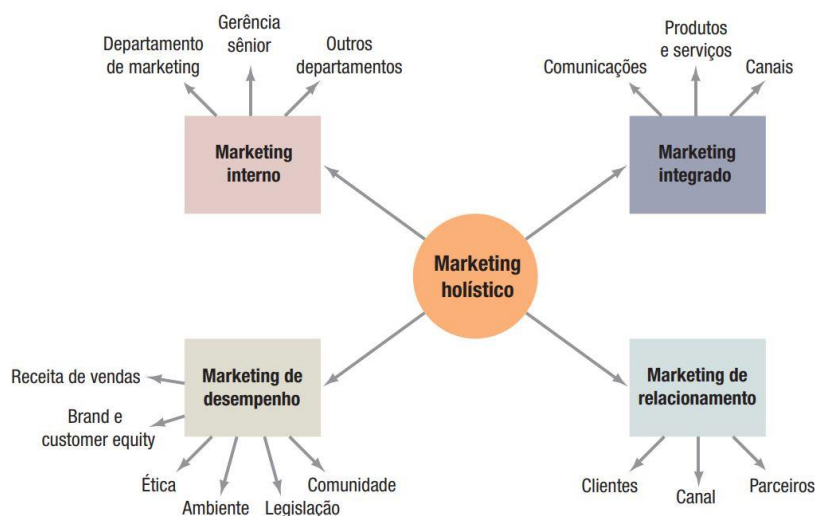 Gerência
sênior
Departamento
de marketing
Outros
departamentos
Marketing
interno
Produtos
e serviços
Comunicações
Canais
Marketing
integrado
Marketing
holístico
Receita de vendas
Marketing de
desempenho
Brand e
customer equity
Ética
Ambiente
Legislação
Comunidade
Marketing de
relacionamento
Clientes
Canal
Parceiros